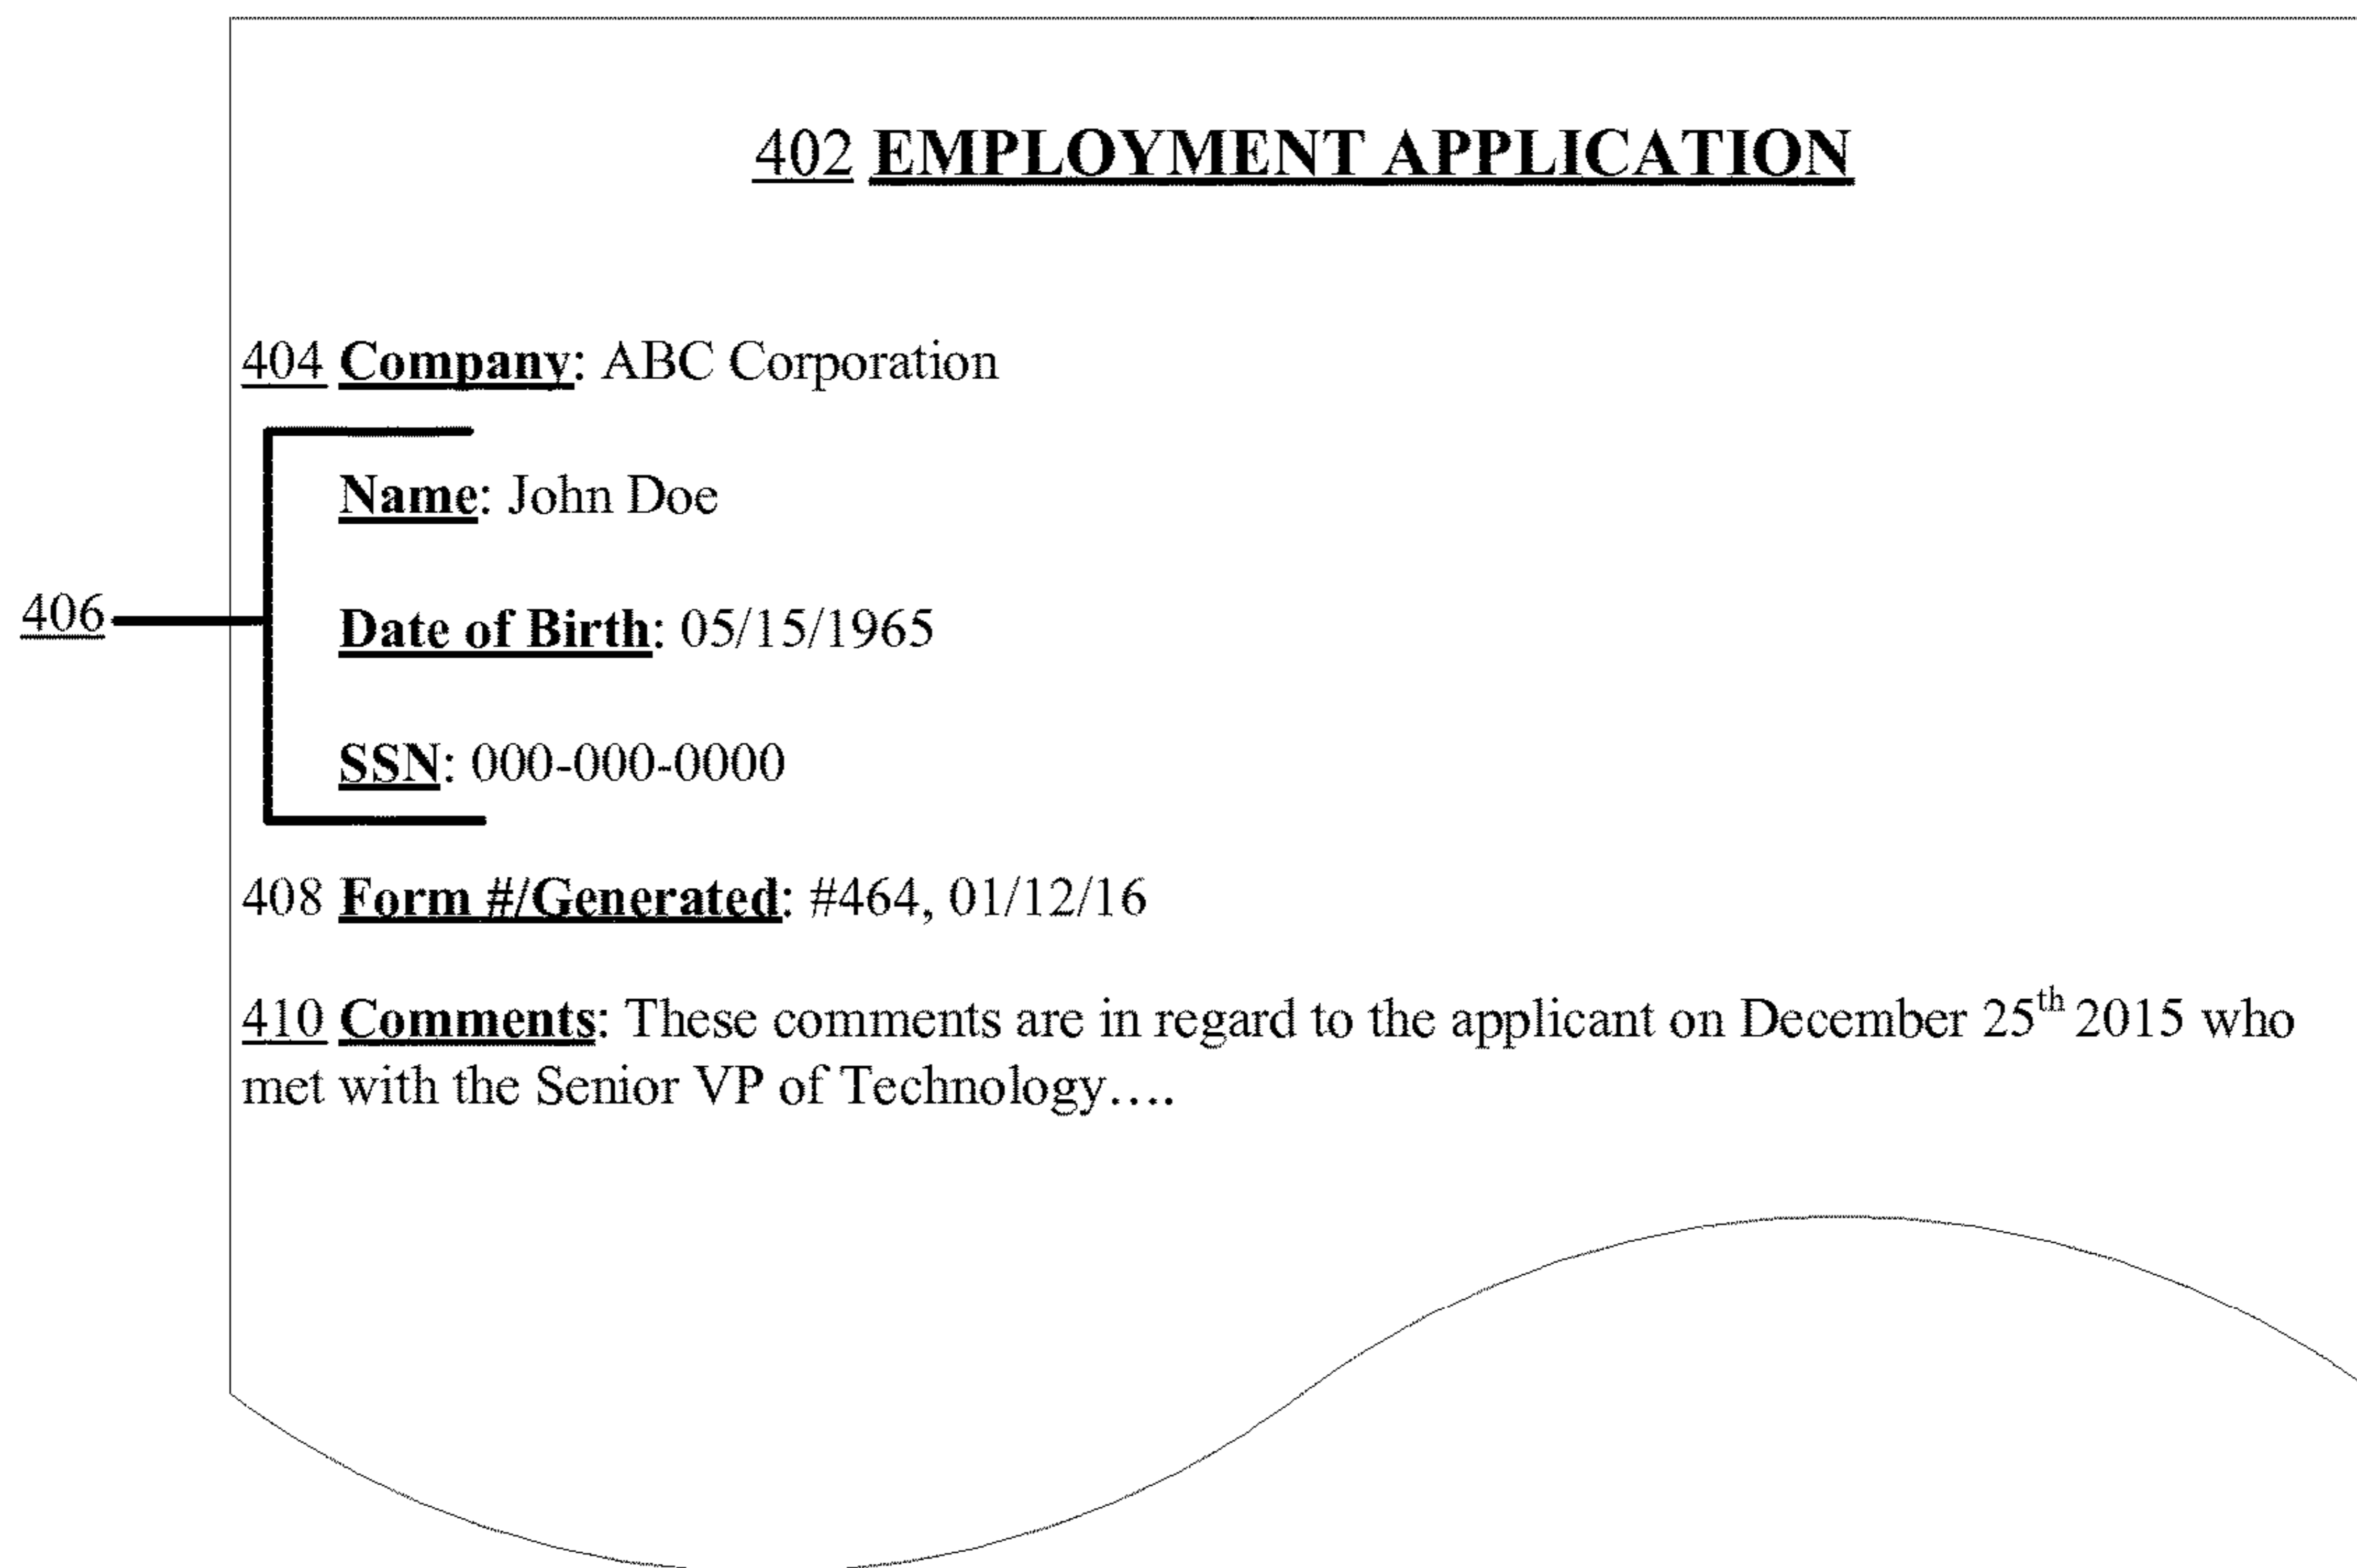 402 EMPLOYMENT APPLICATION
404 Company: ABC Corporation
Name: John Doe
406
Date of Birth: 05/15/1965
SSN: 000-000-0000
408 Form #/Generated: #464, 01/12/16
410 Comments: These comments are in regard to the applicant on December 25th 2015 who
met with the Senior VP of Technology….